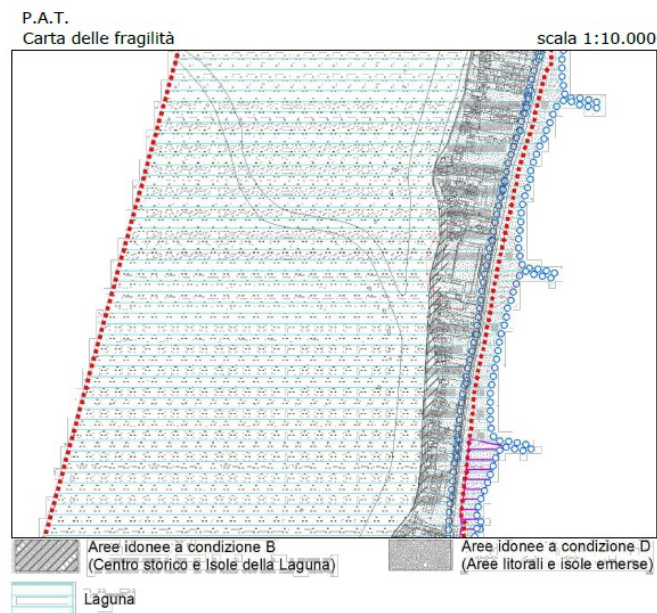 P.A.T.
Carta delle fragilità
scala 1:10.000
Aree idonee a condizione B
(Centro storico e Isole della Laguna)
Aree idonee a condizione D
(Aree litorali e isole emerse)
Laguna